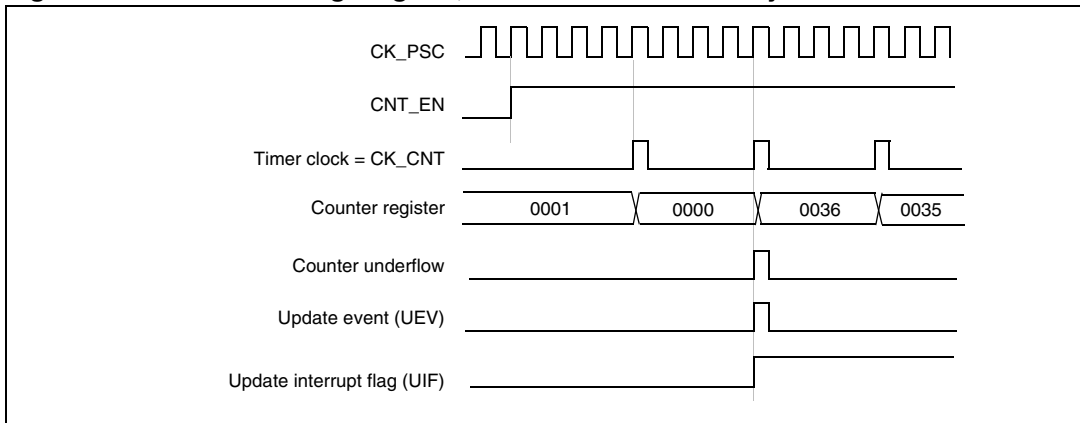 CK_PSC
CNT_EN
Timer clock = CK_CNT
Counter register
0001 0000 0036 0035
Counter underflow
Update event (UEV)
Update interrupt flag (UIF)